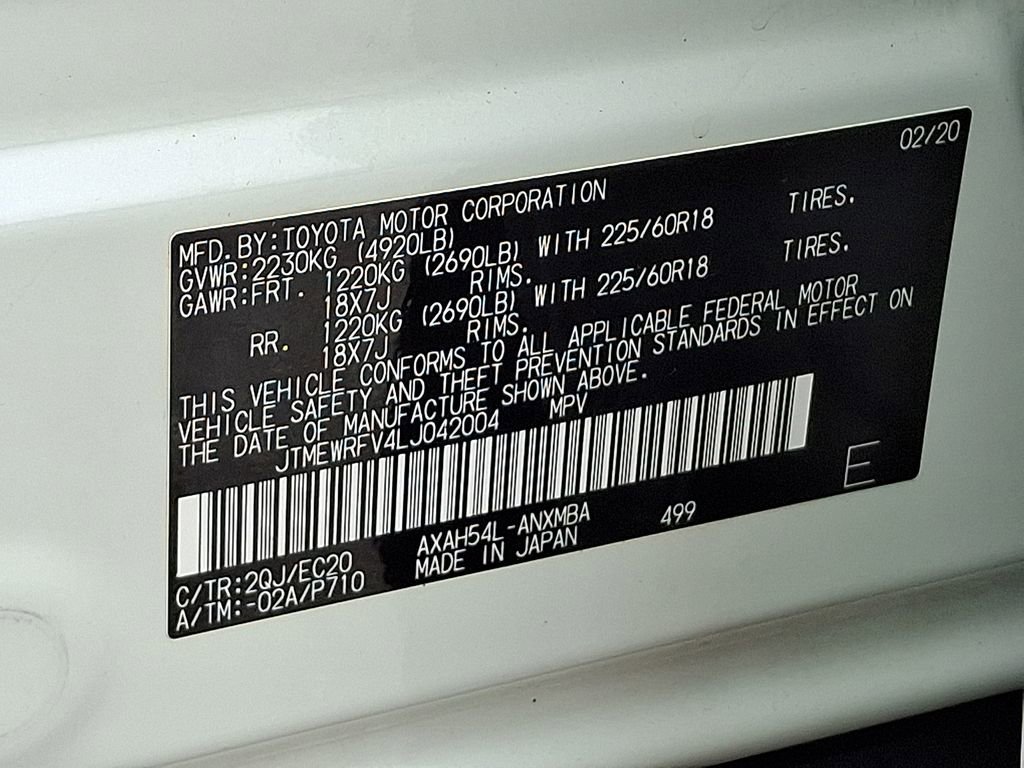 02/20
MFD. BY: TOYOTA MOTOR CORPORATION
GVWR: 2230KG (4920LB)
GAWR: FRT. 1220KG (2690LB) WITH 225/60R18 TIRES.
18X7J RIMS.
RR. 1220KG (2690LB) WITH 225/60R18 TIRES.
18X7J RIMS.
THIS VEHICLE CONFORMS TO ALL APPLICABLE FEDERAL MOTOR
VEHICLE SAFETY AND THEFT PREVENTION STANDARDS IN EFFECT ON
THE DATE OF MANUFACTURE SHOWN ABOVE.
JTMEWRFV4LJ042004 MPV
E
AXAH54L-ANXMBA 499
C/TR:2QJ/EC20 MADE IN JAPAN
A/TM:-02A/P710